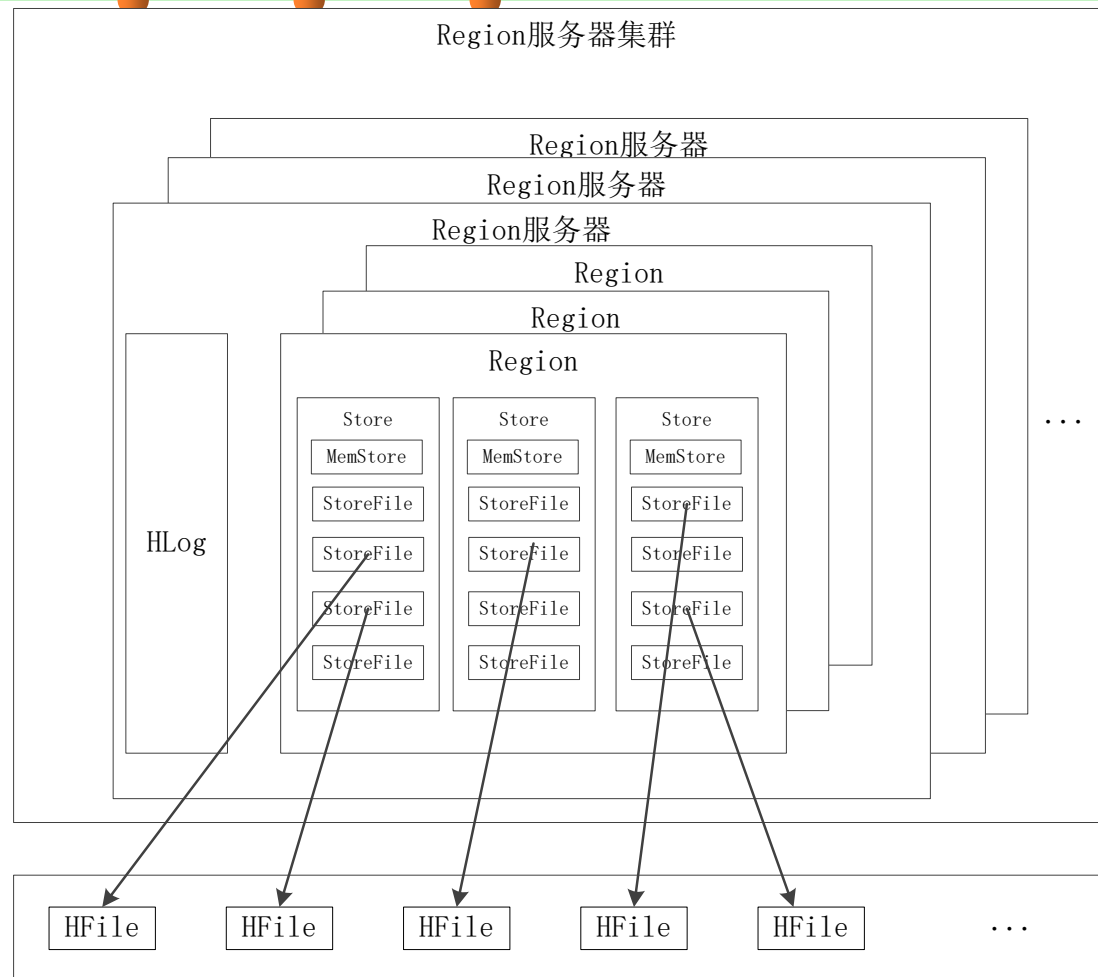 Region服务器集群
Region服务器
Region服务器
Region服务器
Region
Region
Region
Store Store Store
MemStore MemStore MemStore
StoreFile StoreFile StoreFile
HLog StoreFile StoreFile StoreFile
StoreFile StoreFile StoreFile
StoreFile StoreFile StoreFile
...
HFile HFile HFile HFile HFile ...